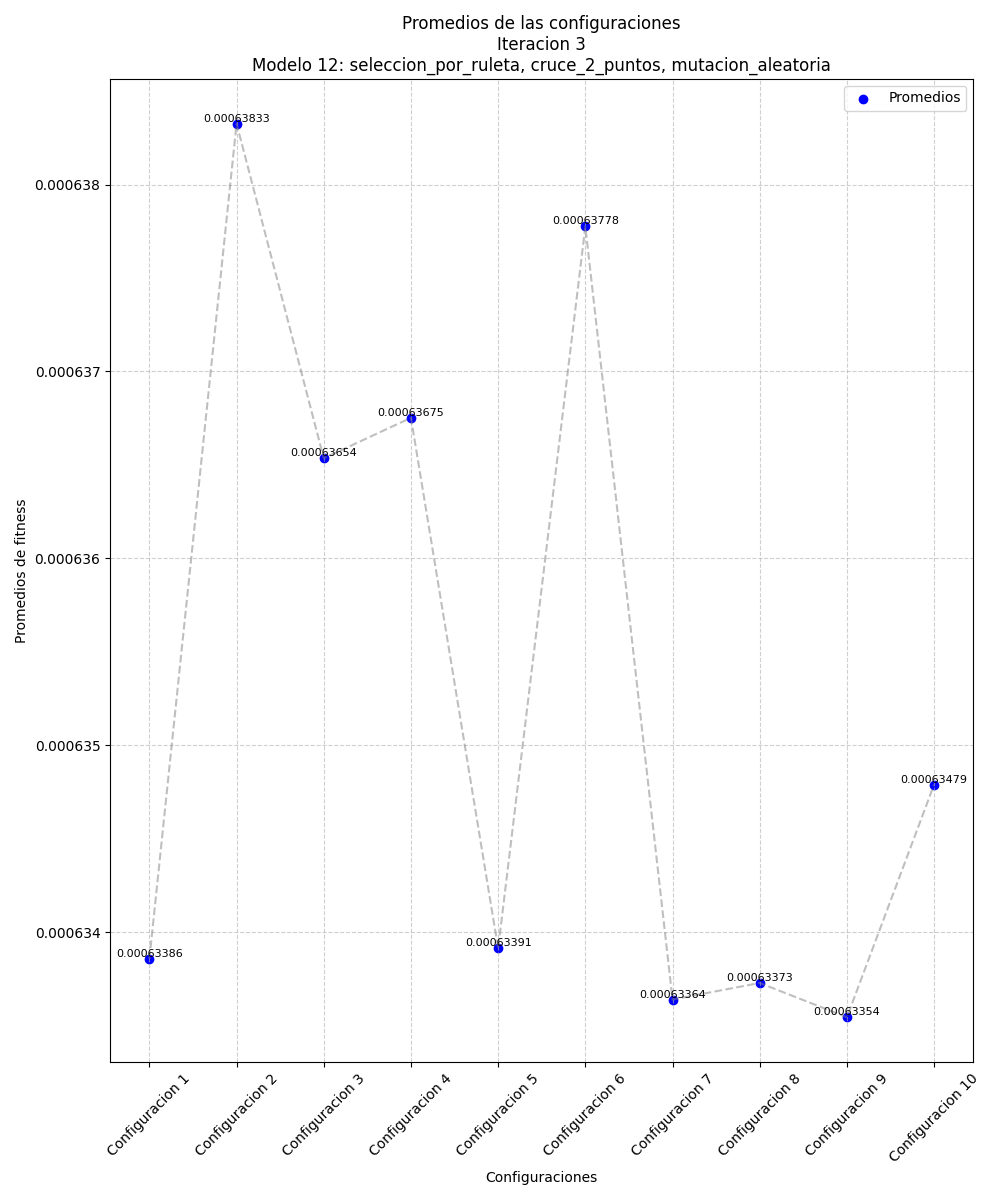 Promedios de las configuraciones
Iteracion 3
Modelo 12: seleccion_por_ruleta, cruce_2_puntos, mutacion_aleatoria
Promedios
0.00063833
0.000638
0.00063778
0.000637
0.00063675
0.00063654
0.000636
Promedios de fitness
0.000635
0.00063479
0.000634
0.00063391
0.00063386
0.00063373
0.00063364
0.00063354
Configuracion 1
Configuracion 2
Configuracion 3
Configuracion 4
Configuracion 5
Configuracion 6
Configuracion 7
Configuracion 8
Configuracion 9
Configuracion 10
Configuraciones